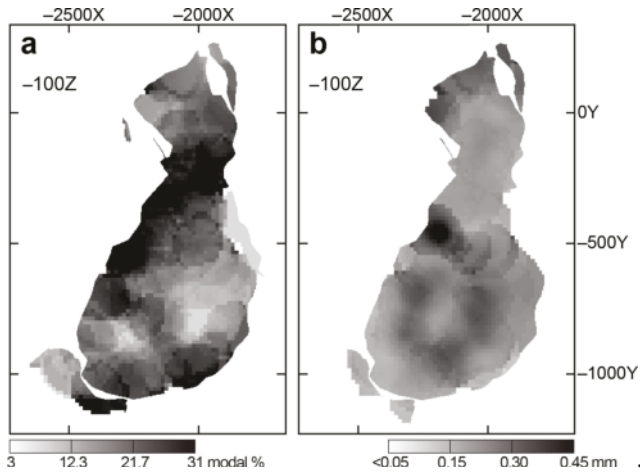 −2500X −2000X −2500X −2000X
a b
−100Z −100Z
0Y
−500Y
−1000Y
3 12.3 21.7 31 modal % <0.05 0.15 0.30 0.45 mm